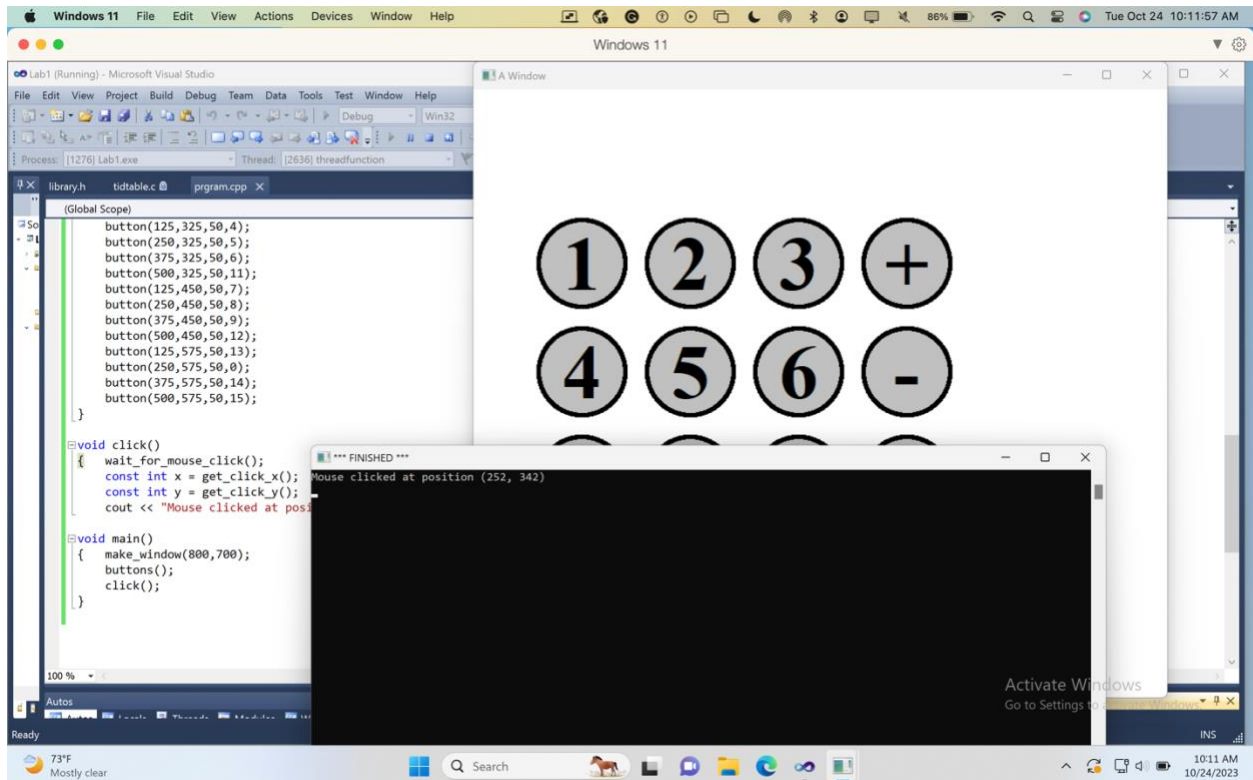 Windows 11 File Edit View Actions Devices Window Help 86% Tue Oct 24 10:11:57 AM
Windows 11
Lab1 (Running) - Microsoft Visual Studio
File Edit View Project Build Debug Team Data Tools Test Window Help
Debug Win32
Process: [1276] Lab1.exe Thread: [2636] threadfunction
library.h tidtable.c prgram.cpp
(Global Scope)
button(125,325,50,4);
button(250,325,50,5);
button(375,325,50,6);
button(500,325,50,11);
button(125,450,50,7);
button(250,450,50,8);
button(375,450,50,9);
button(500,450,50,12);
button(125,575,50,13);
button(250,575,50,0);
button(375,575,50,14);
button(500,575,50,15);
}
void click()
{ wait_for_mouse_click();
const int x = get_click_x();
const int y = get_click_y();
cout << "Mouse clicked at posi
void main()
{ make_window(800,700);
buttons();
click();
}
100 %
Autos
Ready
A Window
1 2 3 +
4 5 6 -
*** FINISHED ***
Mouse clicked at position (252, 342)
Activate Windows
Go to Settings to
INS
73°F
Mostly clear
Search
10:11 AM
10/24/2023